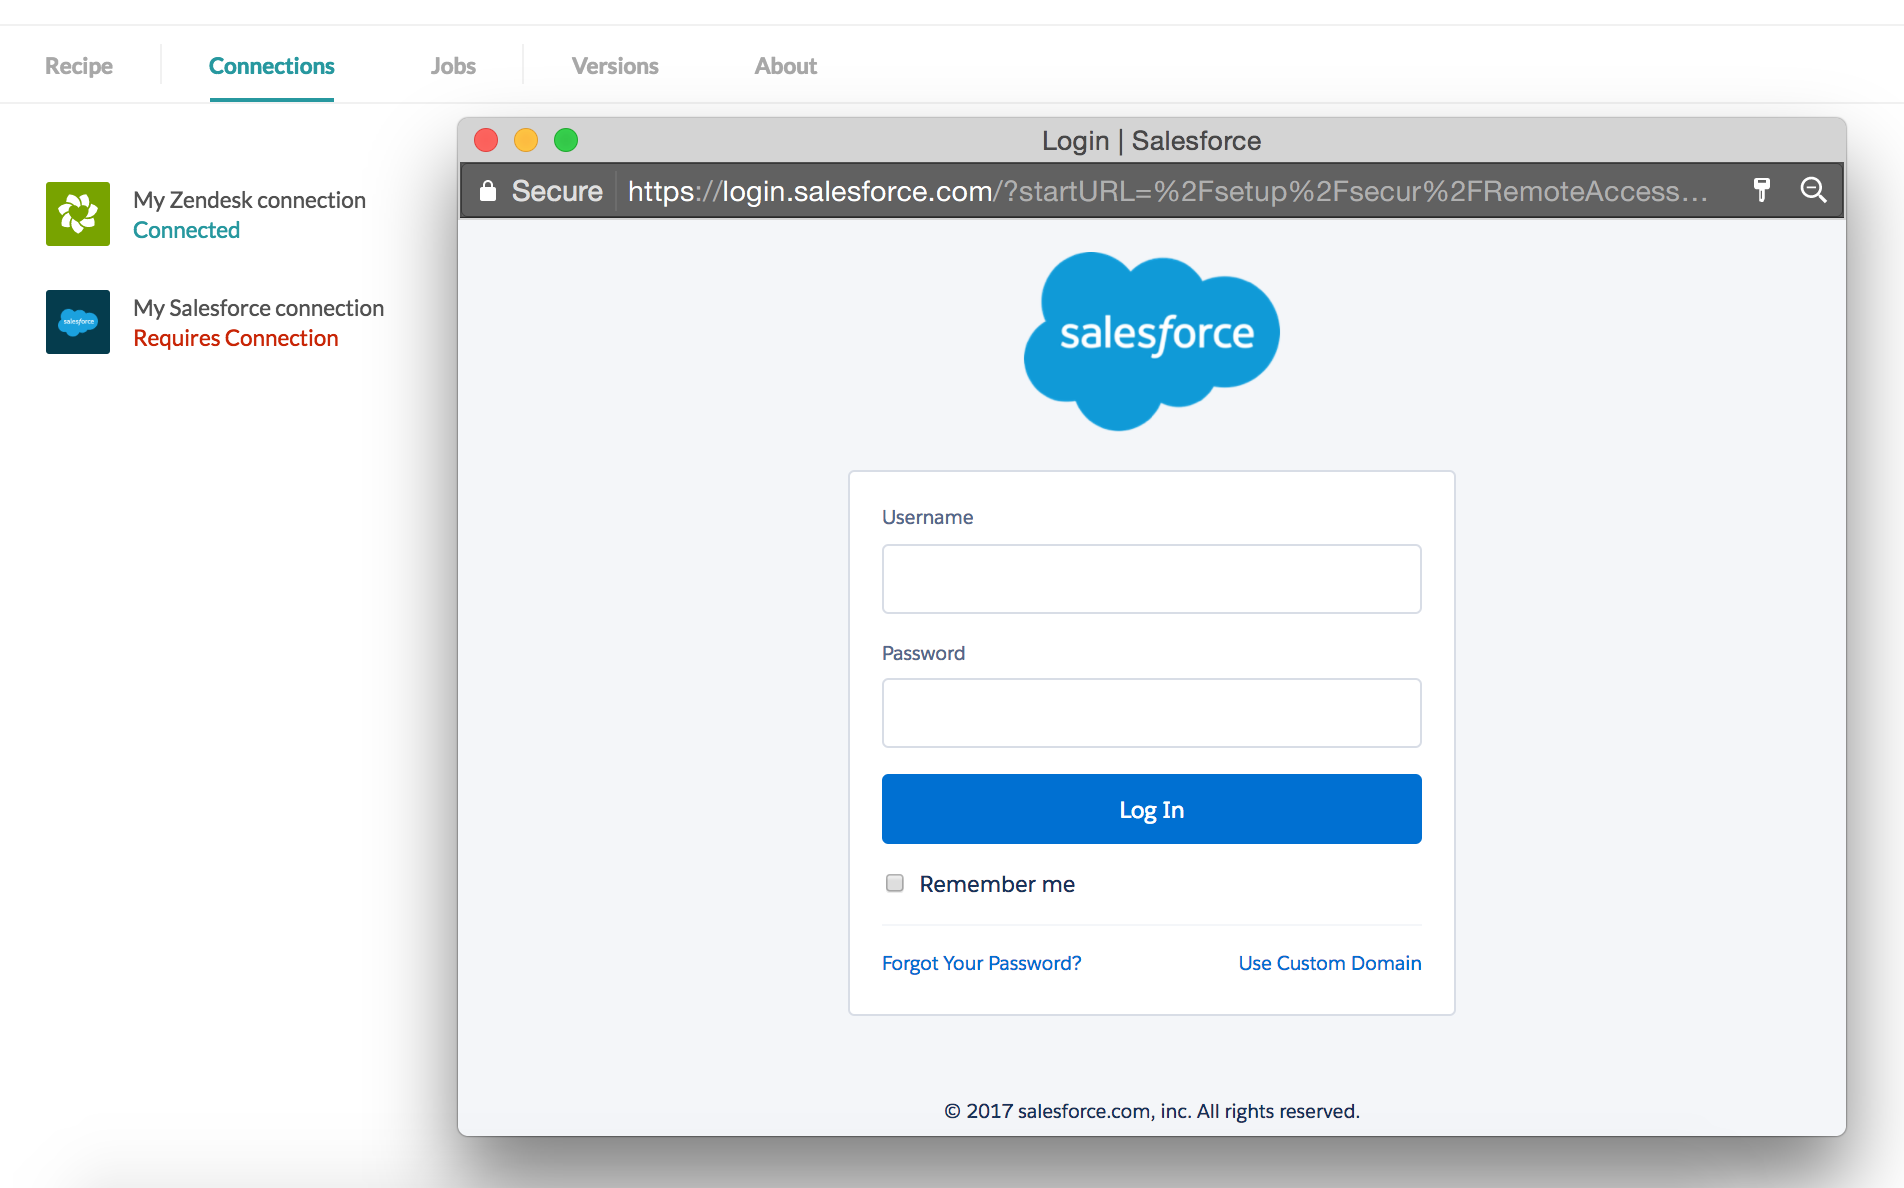 Recipe Connections Jobs Versions About
My Zendesk connection
Connected
salesforce
My Salesforce connection
Requires Connection
Login | Salesforce
Secure https://login.salesforce.com/?startURL=%2Fsetup%2Fsecur%2FRemoteAccess...
salesforce
Username
Password
Log In
Remember me
Forgot Your Password? Use Custom Domain
© 2017 salesforce.com, inc. All rights reserved.